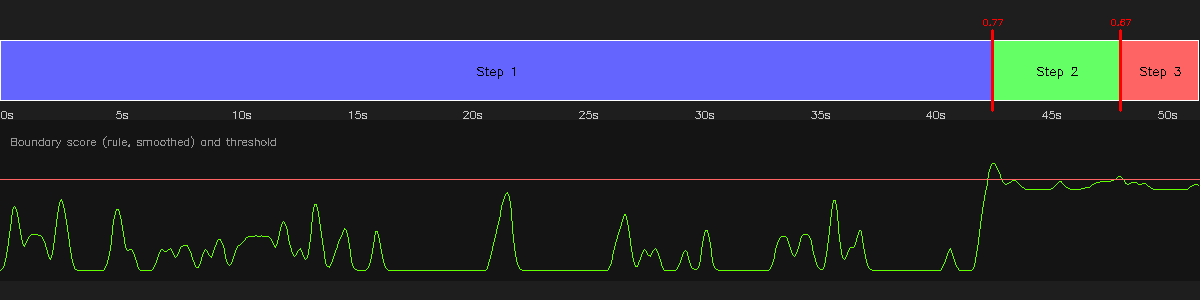 0.77 0.67
Step 1 Step 2 Step 3
0s 5s 10s 15s 20s 25s 30s 35s 40s 45s 50s
Boundary score (rule, smoothed) and threshold